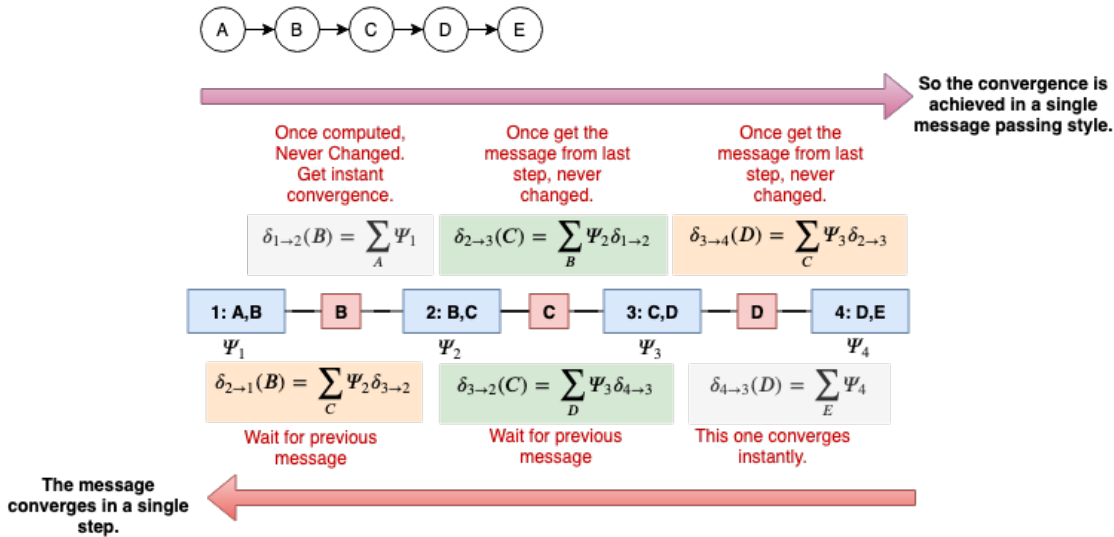 A B C D E
So the convergence is
achieved in a single
message passing style.
Once computed,
Never Changed.
Get instant
convergence.
Once get the
message from last
step, never
changed.
Once get the
message from last
step, never
changed.
δ1→2(B) = ∑A Ψ1
δ2→3(C) = ∑B Ψ2δ1→2
δ3→4(D) = ∑C Ψ3δ2→3
1: A,B B 2: B,C C 3: C,D D 4: D,E
Ψ1 Ψ2 Ψ3 Ψ4
δ2→1(B) = ∑C Ψ2δ3→2
δ3→2(C) = ∑D Ψ3δ4→3
δ4→3(D) = ∑E Ψ4
Wait for previous
message
Wait for previous
message
This one converges
instantly.
The message
converges in a single
step.